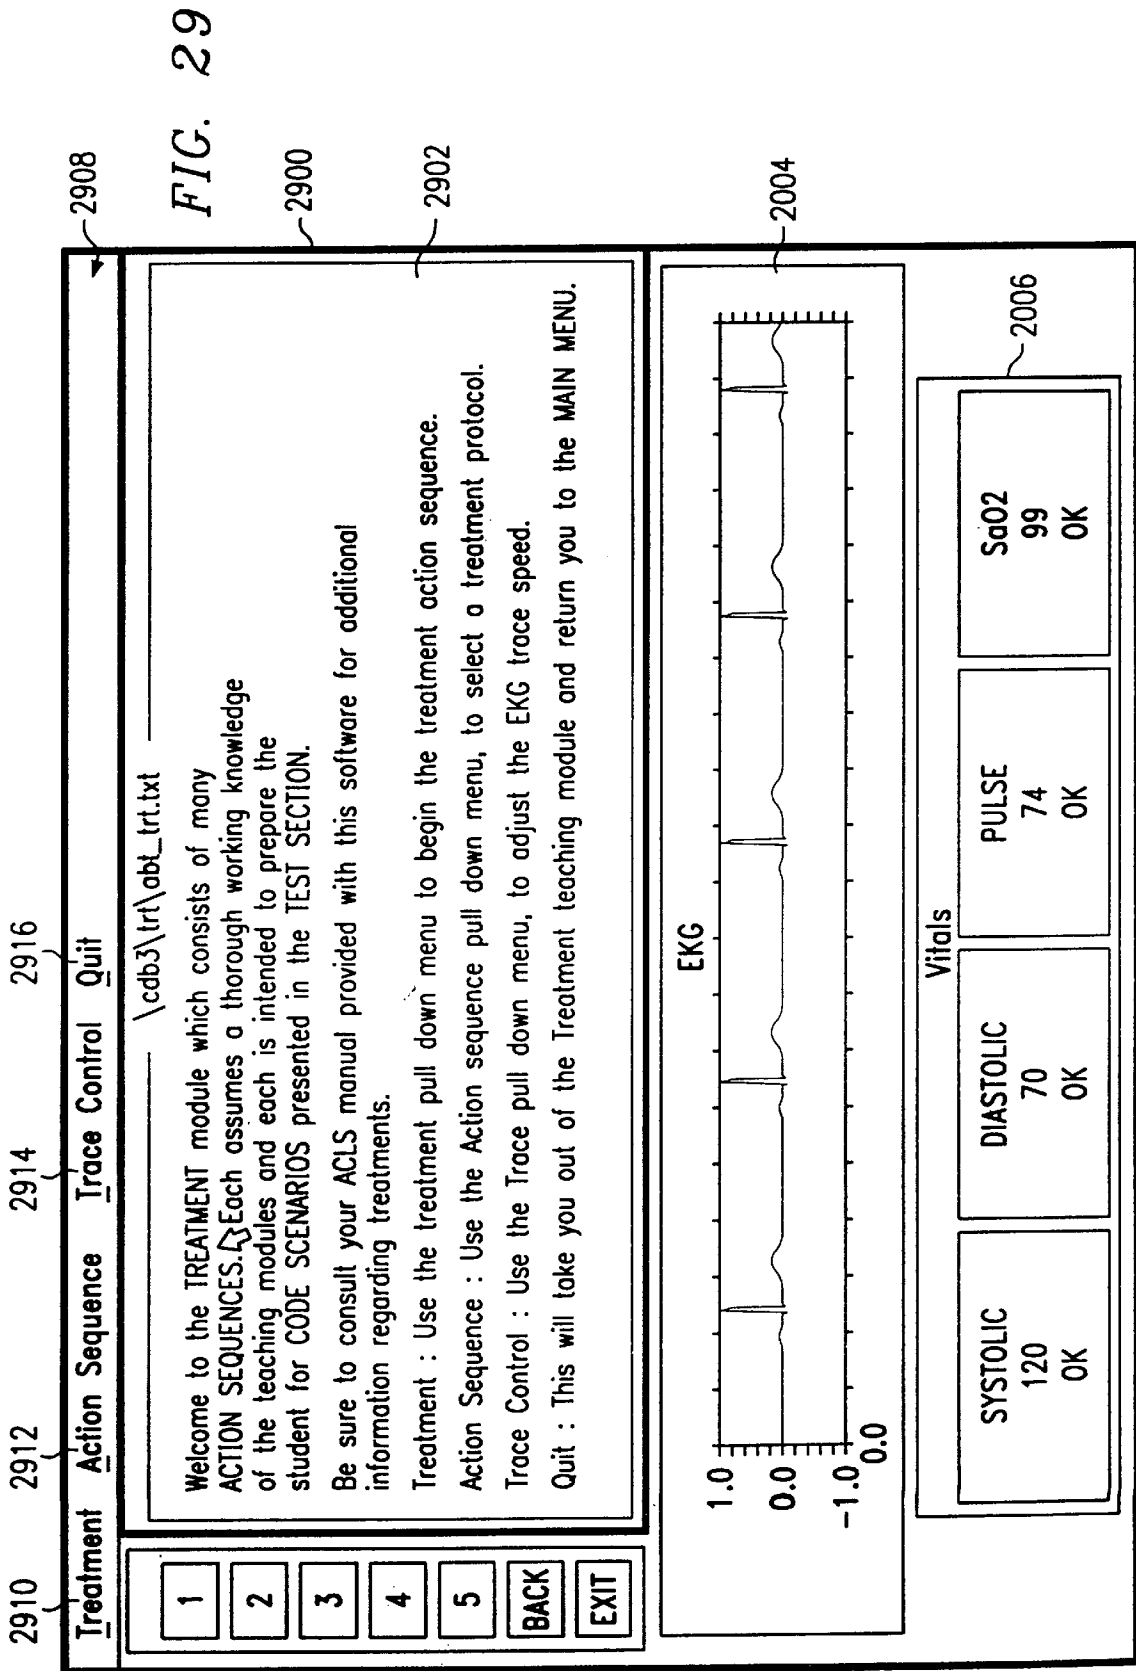 FIG. 29
2910
2912
2914
2916
2908
Treatment Action Sequence Trace Control Quit
\cdb3\trt\abt_trt.txt
2900
2902
1
2
3
4
5
BACK
EXIT
Welcome to the TREATMENT module which consists of many
ACTION SEQUENCES. Each assumes a thorough working knowledge
of the teaching modules and each is intended to prepare the
student for CODE SCENARIOS presented in the TEST SECTION.
Be sure to consult your ACLS manual provided with this software for additional
information regarding treatments.
Treatment : Use the treatment pull down menu to begin the treatment action sequence.
Action Sequence : Use the Action sequence pull down menu, to select a treatment protocol.
Trace Control : Use the Trace pull down menu, to adjust the EKG trace speed.
Quit : This will take you out of the Treatment teaching module and return you to the MAIN MENU.
EKG
2004
1.0
0.0
-1.0
0.0
Vitals
2006
SYSTOLIC
120
OK
DIASTOLIC
70
OK
PULSE
74
OK
SaO2
99
OK